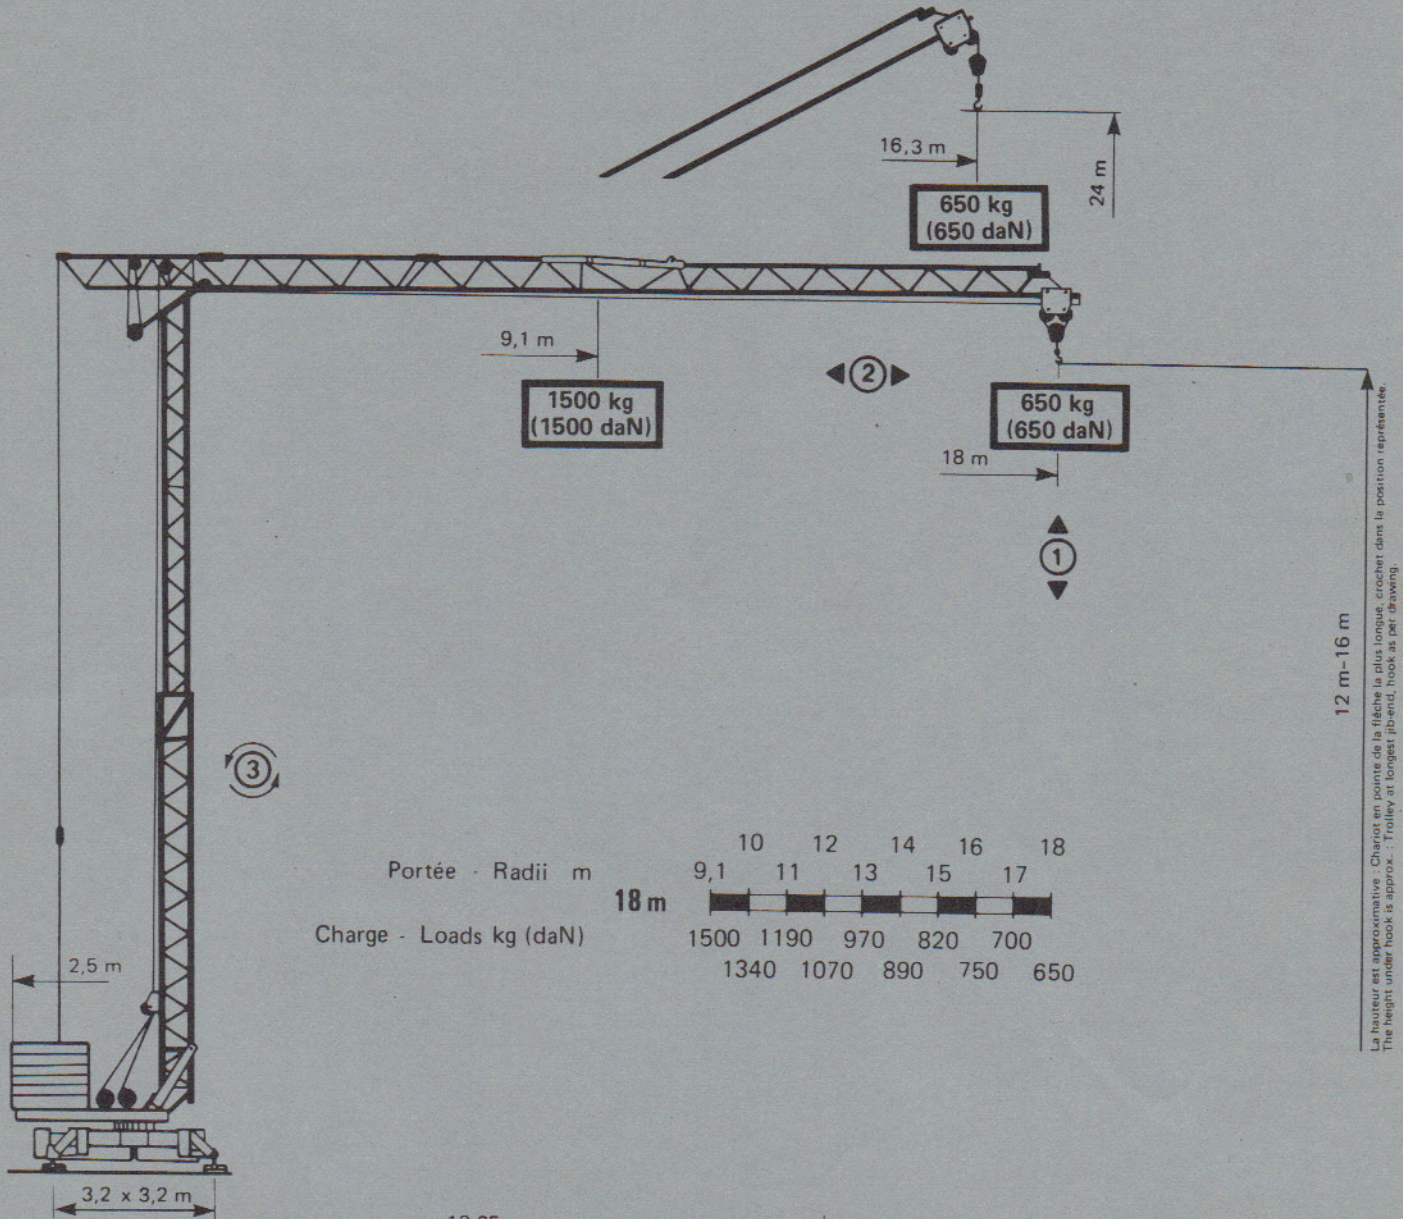 16,3 m
24 m
650 kg
(650 daN)
9,1 m
2
1500 kg
(1500 daN)
650 kg
(650 daN)
18 m
1
12 m–16 m
La hauteur est approximative : Chariot en pointe de la flèche la plus longue, crochet dans la position représentée.
The height under hook is approx. : Trolley at longest jib-end, hook as per drawing.
3
10 12 14 16 18
Portée - Radii m 9,1 11 13 15 17
18 m
Charge - Loads kg (daN) 1500 1190 970 820 700
1340 1070 890 750 650
2,5 m
3,2 x 3,2 m